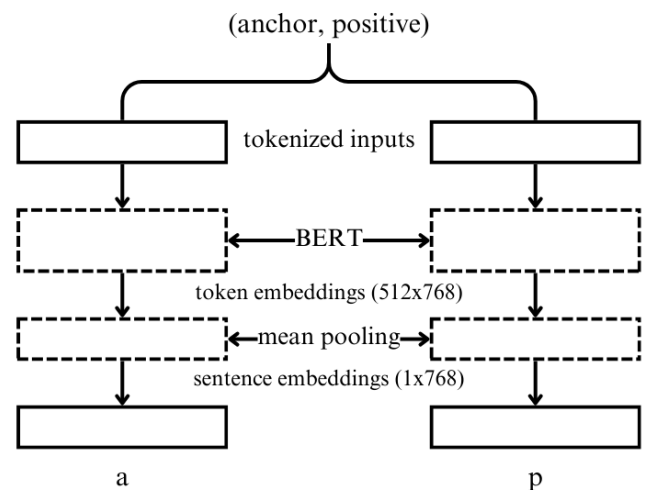 (anchor, positive)
tokenized inputs
BERT
token embeddings (512x768)
mean pooling
sentence embeddings (1x768)
a
p